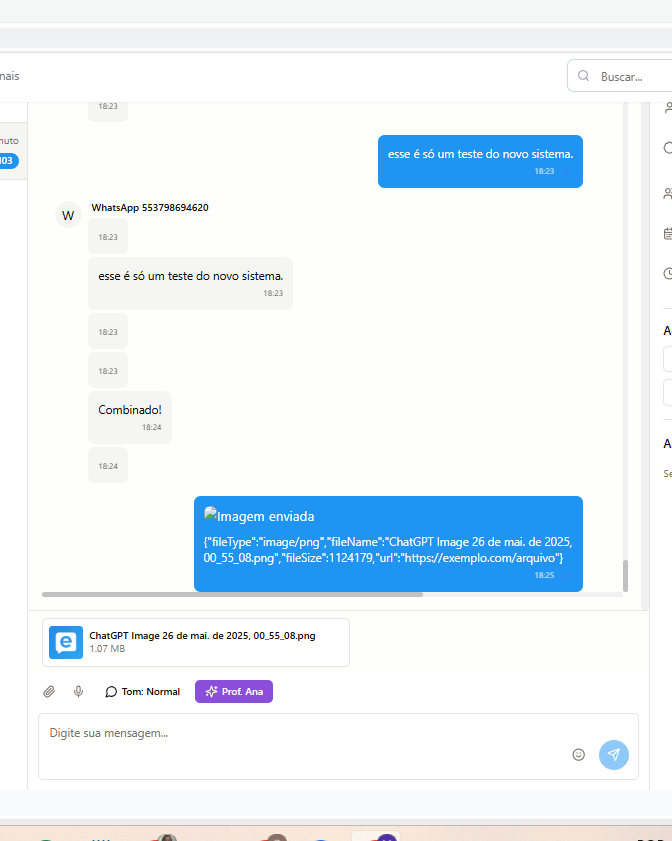 nais
Buscar...
nuto
103
18:23
esse é só um teste do novo sistema.
18:23
W
WhatsApp 553798694620
18:23
esse é só um teste do novo sistema.
18:23
18:23
18:23
Combinado!
18:24
18:24
Imagem enviada
{"fileType":"image/png","fileName":"ChatGPT Image 26 de mai. de 2025,
00_55_08.png","fileSize":1124179,"url":"https://exemplo.com/arquivo"}
18:25
ChatGPT Image 26 de mai. de 2025, 00_55_08.png
1.07 MB
Tom: Normal
Prof. Ana
Digite sua mensagem...
A
A
Se